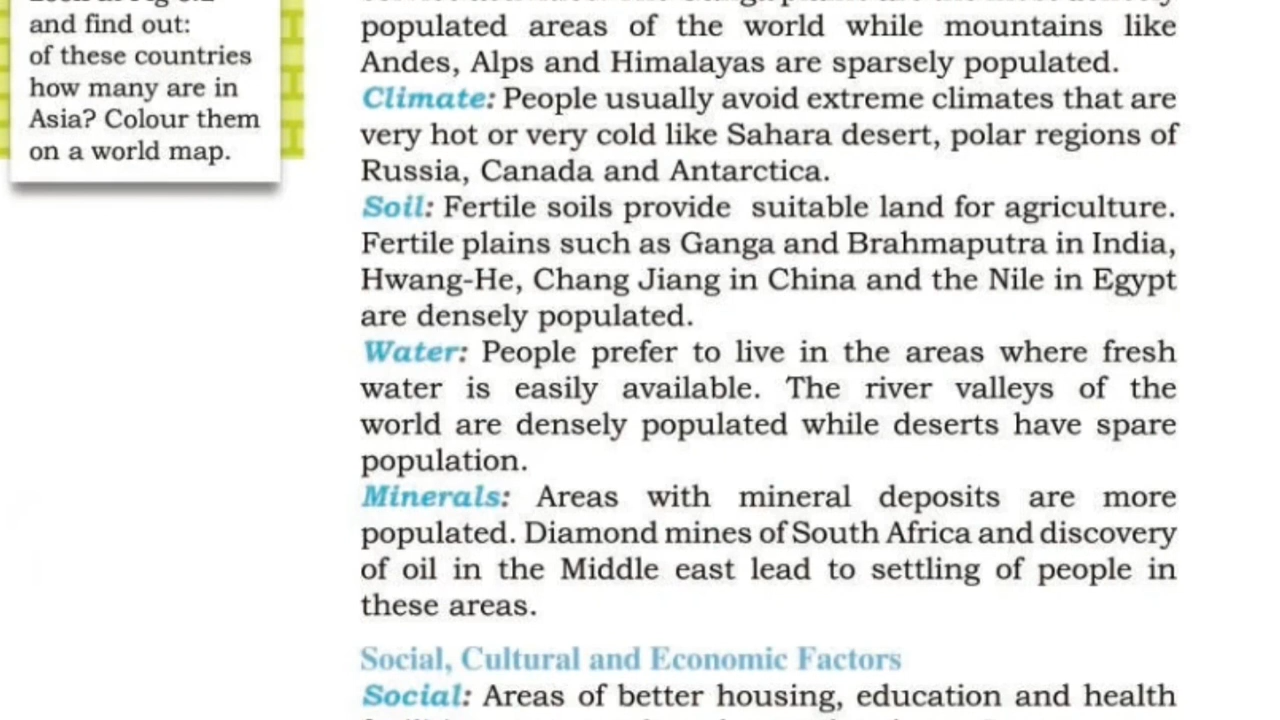 and find out:
of these countries
how many are in
Asia? Colour them
on a world map.
populated areas of the world while mountains like
Andes, Alps and Himalayas are sparsely populated.
Climate: People usually avoid extreme climates that are
very hot or very cold like Sahara desert, polar regions of
Russia, Canada and Antarctica.
Soil: Fertile soils provide suitable land for agriculture.
Fertile plains such as Ganga and Brahmaputra in India,
Hwang-He, Chang Jiang in China and the Nile in Egypt
are densely populated.
Water: People prefer to live in the areas where fresh
water is easily available. The river valleys of the
world are densely populated while deserts have spare
population.
Minerals: Areas with mineral deposits are more
populated. Diamond mines of South Africa and discovery
of oil in the Middle east lead to settling of people in
these areas.
Social, Cultural and Economic Factors
Social: Areas of better housing, education and health